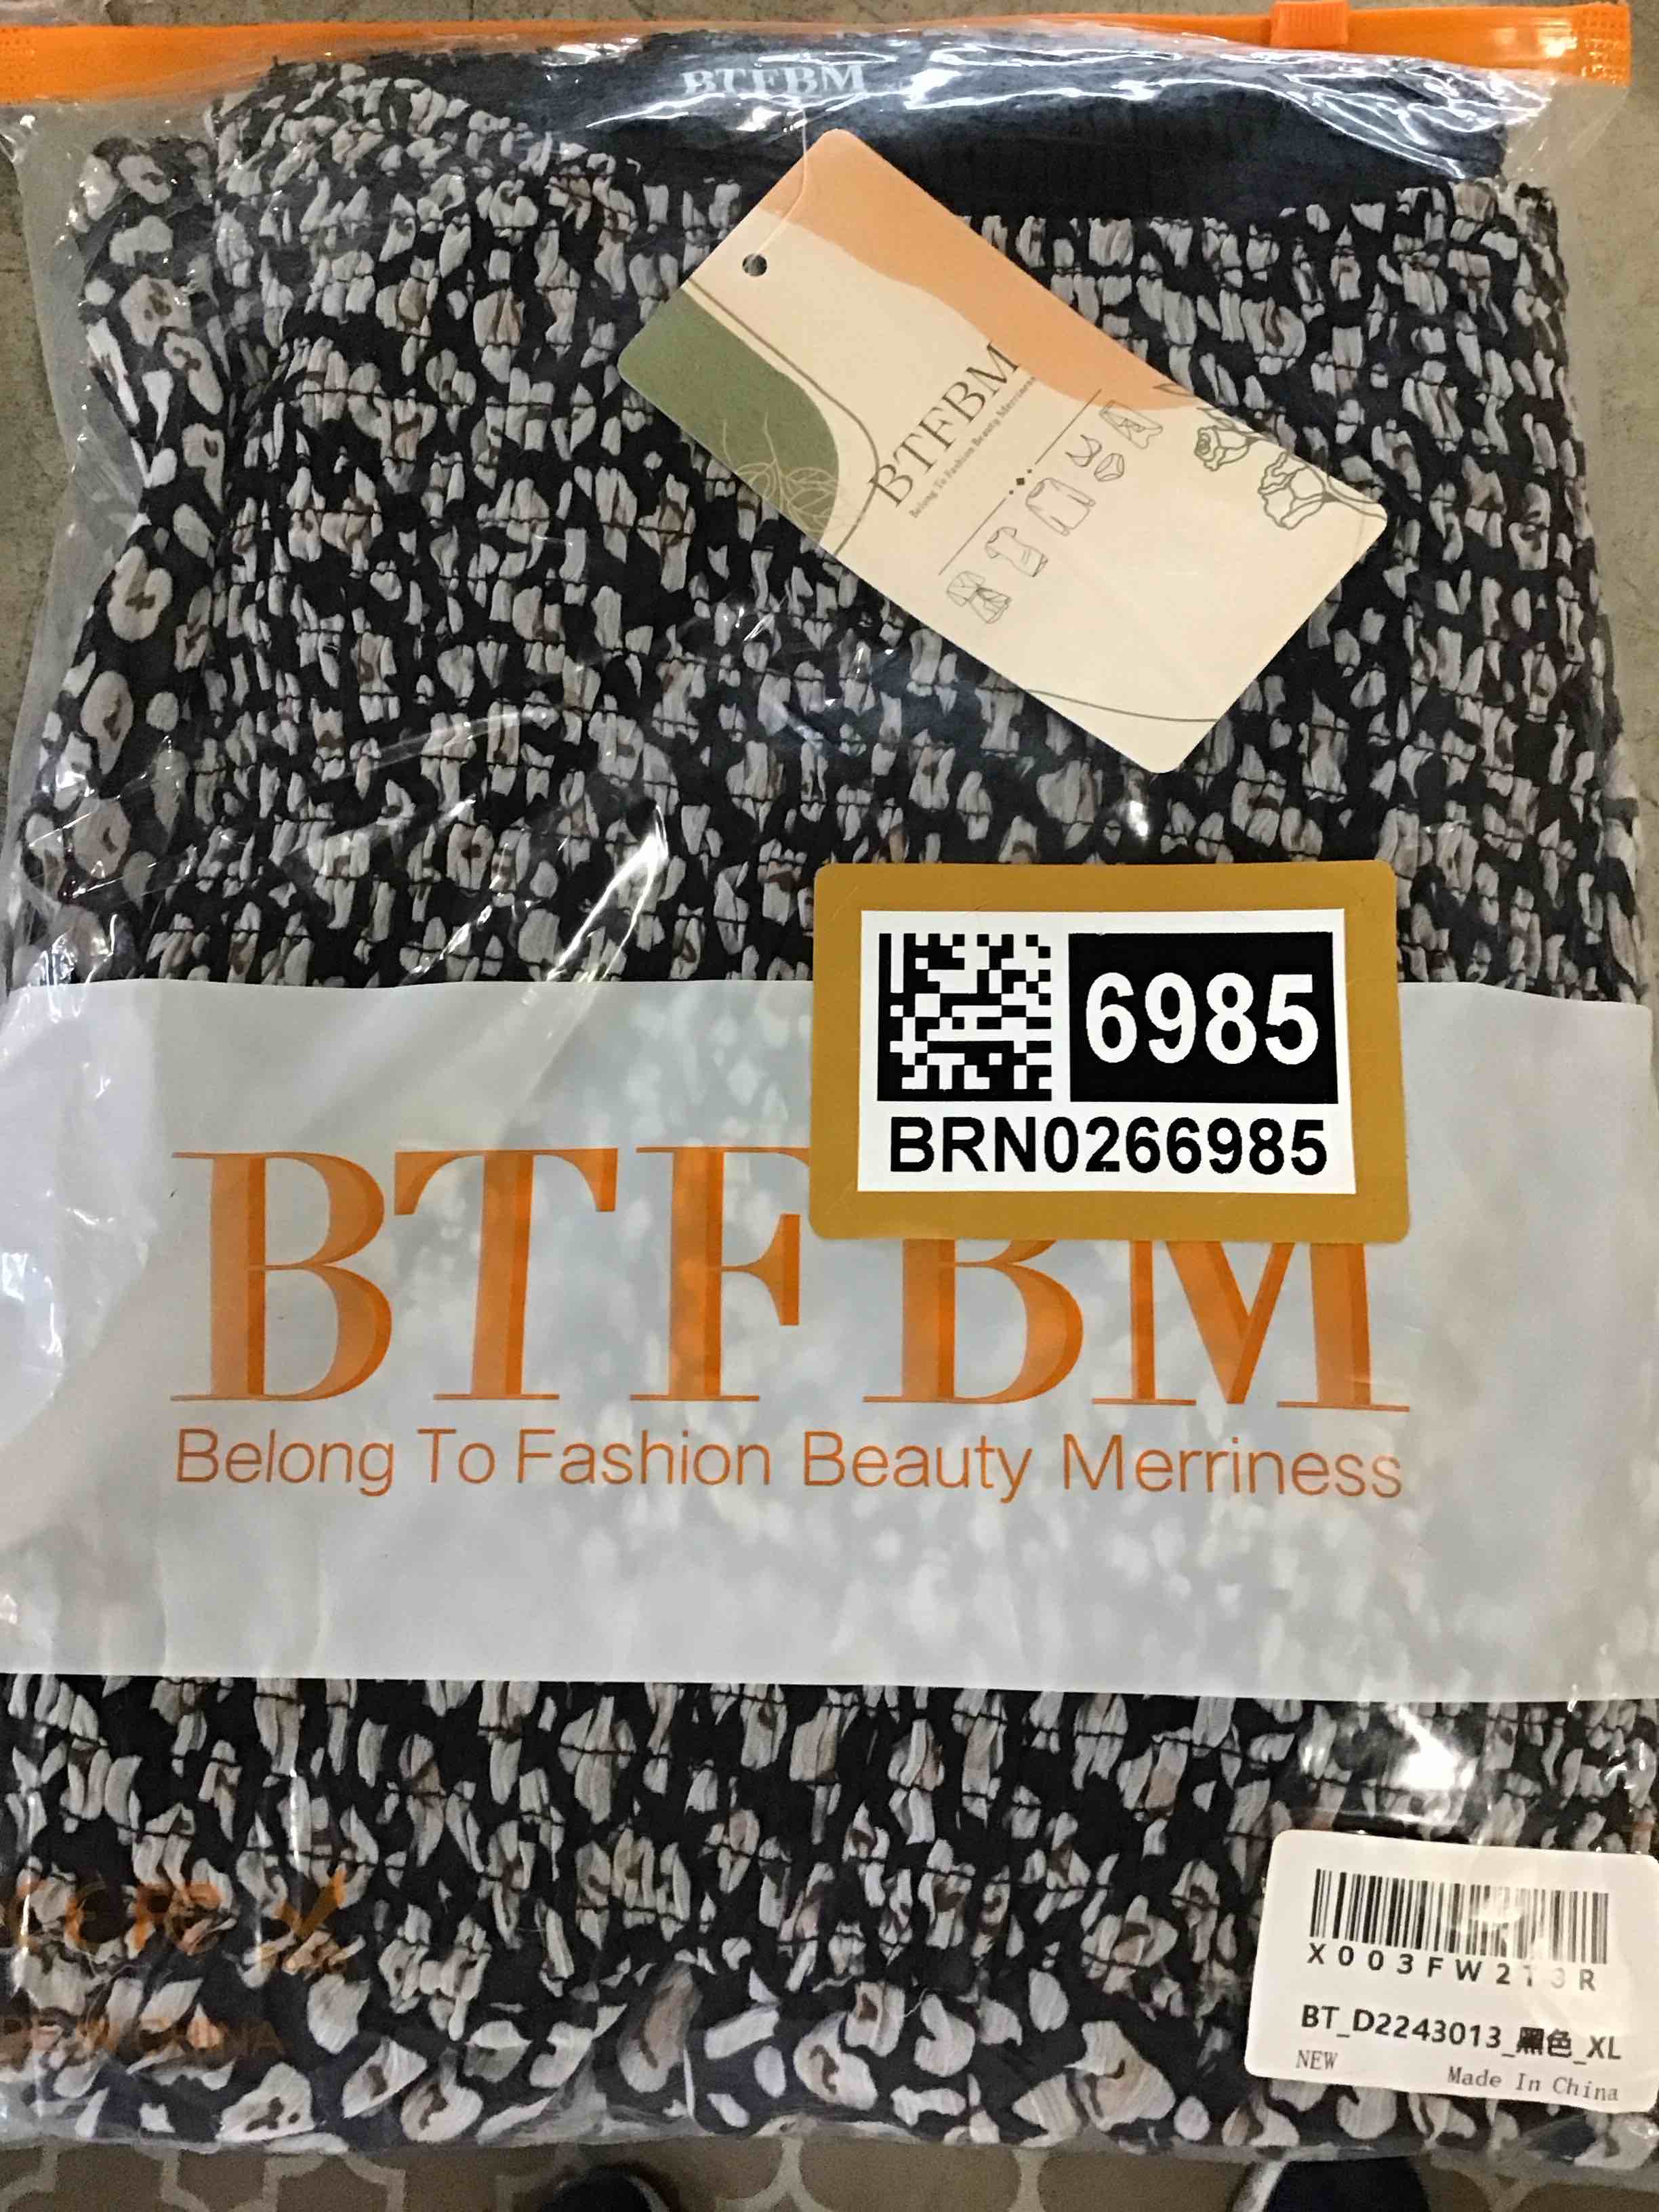 BTFBM
BTFBM
Belong To Fashion Beauty Merriness
6985
BRN0266985
BTFBM
Belong To Fashion Beauty Merriness
BT_D2243013_黑色_XL
NEW
Made In China